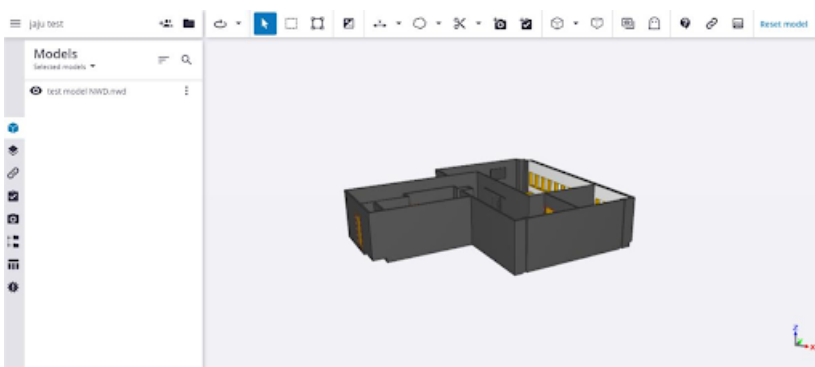 jaju test
Reset model
Models
Selected models
test model NWD.nwd
Z
X